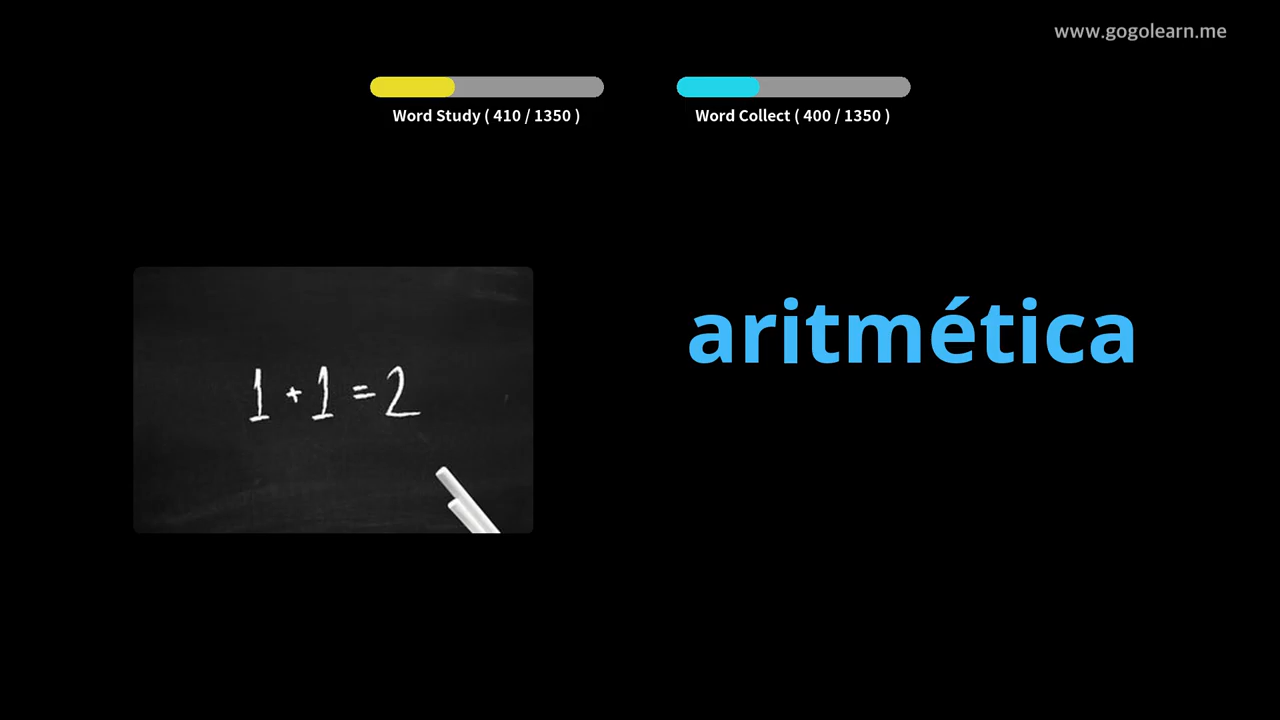 www.gogolearn.me
Word Study ( 410 / 1350 )
Word Collect ( 400 / 1350 )
aritmética
1 + 1 = 2